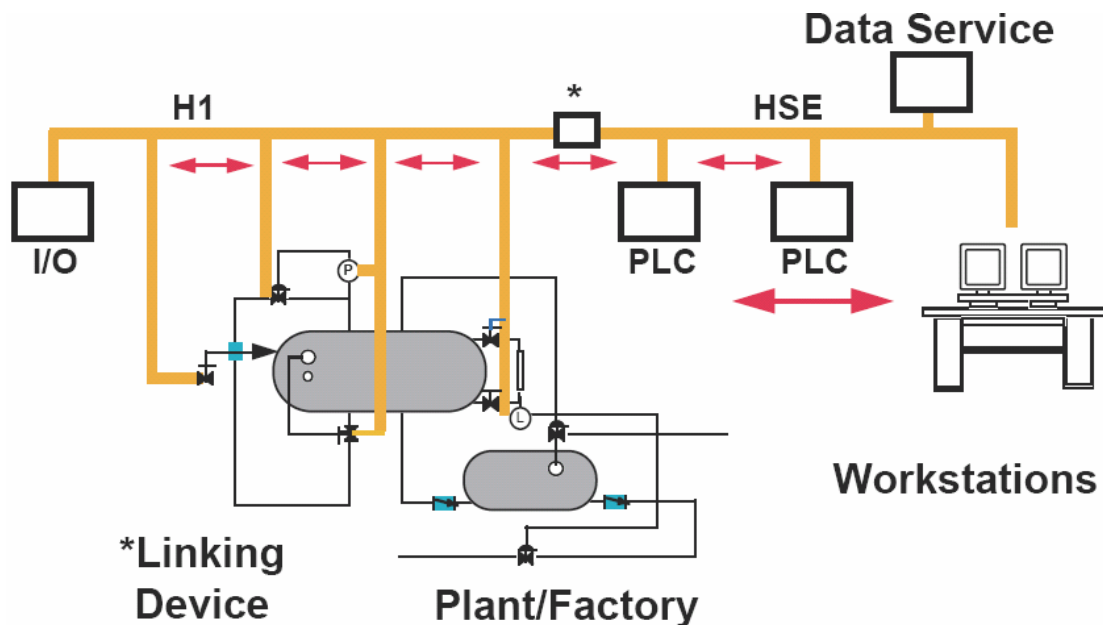 Data Service
H1
*
HSE
I/O
PLC
PLC
P
L
Workstations
*Linking
Device
Plant/Factory